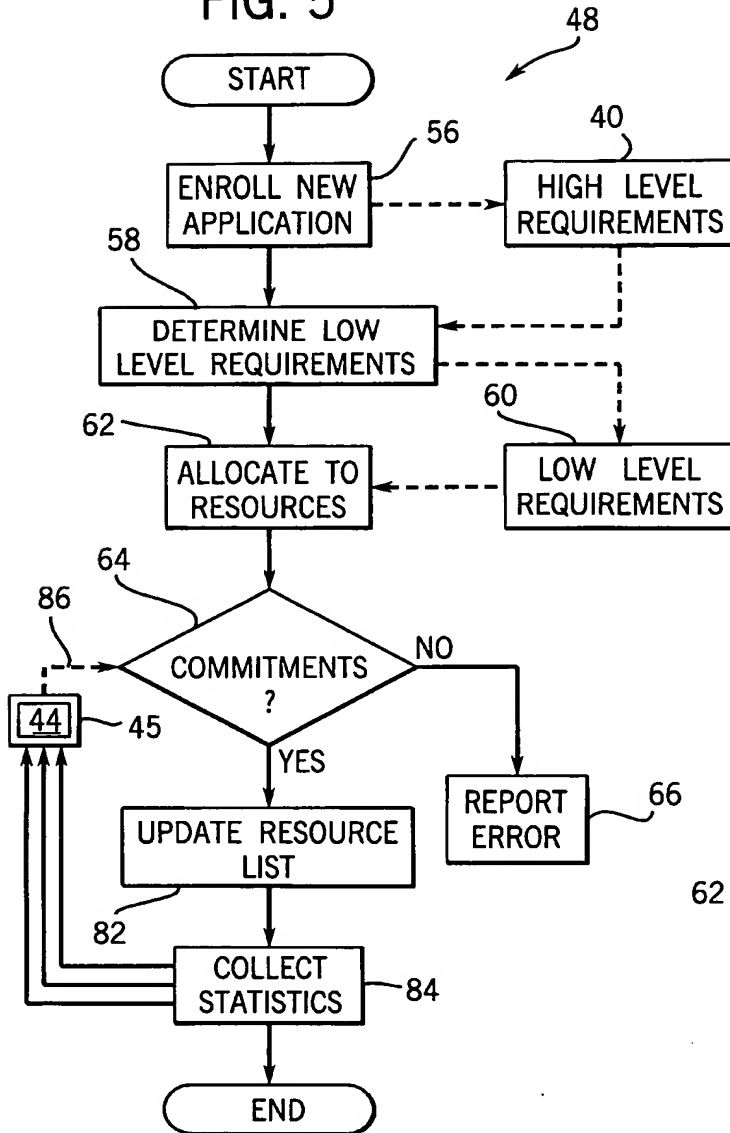 FIG. 5
48
START
56
40
ENROLL NEW
APPLICATION
HIGH LEVEL
REQUIREMENTS
58
DETERMINE LOW
LEVEL REQUIREMENTS
62
60
ALLOCATE TO
RESOURCES
LOW LEVEL
REQUIREMENTS
64
86
COMMITMENTS
?
NO
44
45
YES
REPORT
ERROR
66
UPDATE RESOURCE
LIST
82
62
COLLECT
STATISTICS
84
END